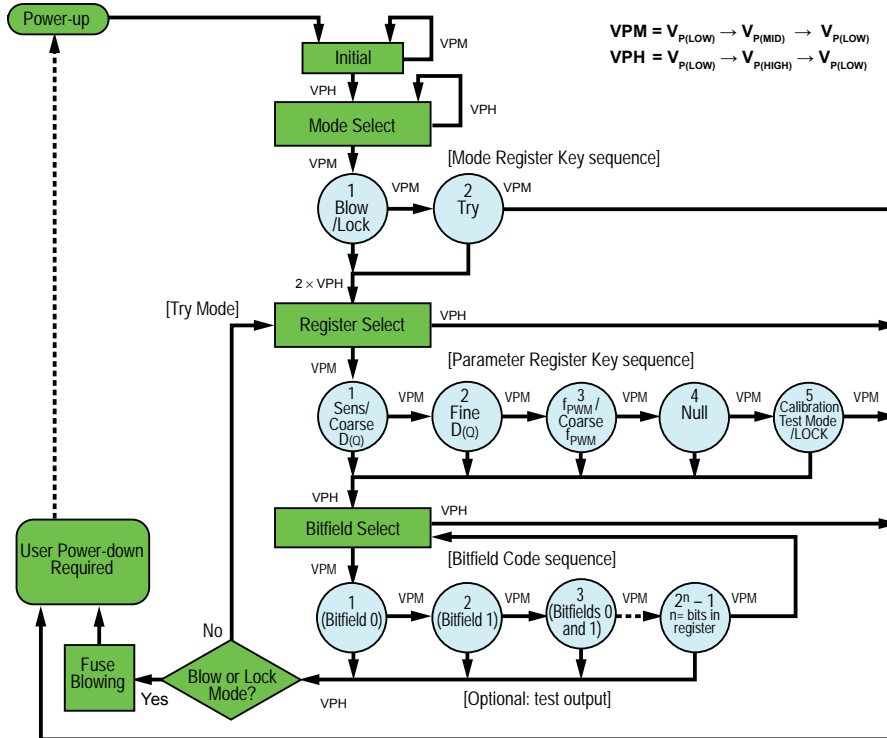 Power-up
VPM = VP(LOW) → VP(MID) → VP(LOW)
VPH = VP(LOW) → VP(HIGH) → VP(LOW)
VPM
Initial
VPH
VPH
Mode Select
VPM
[Mode Register Key sequence]
1
Blow
/Lock
VPM
2
Try
VPM
2 × VPH
[Try Mode]
Register Select
VPH
VPM
[Parameter Register Key sequence]
1
Sens/
Coarse
D(Q)
VPM
2
Fine
D(Q)
VPM
3
fPWM /
Coarse
fPWM
VPM
4
Null
VPM
5
Calibration
Test Mode
/LOCK
VPM
VPH
Bitfield Select
VPH
User Power-down
Required
VPM
[Bitfield Code sequence]
1
(Bitfield 0)
VPM
2
(Bitfield 1)
VPM
3
(Bitfields 0
and 1)
VPM
2n – 1
n= bits in
register
VPM
No
Fuse
Blowing
Yes
Blow or Lock
Mode?
VPH
[Optional: test output]